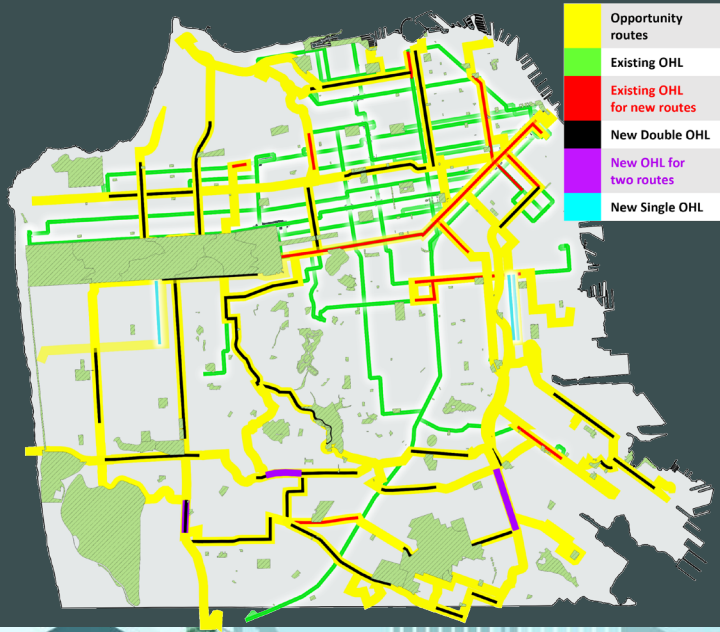 Opportunity
routes
Existing OHL
Existing OHL
for new routes
New Double OHL
New OHL for
two routes
New Single OHL